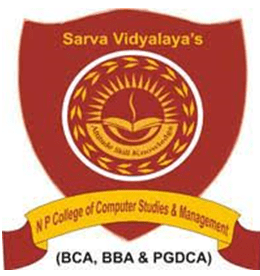 Sarva Vidyalaya's
Attitude Skill Knowledge
N P College of Computer Studies & Management
(BCA, BBA & PGDCA)